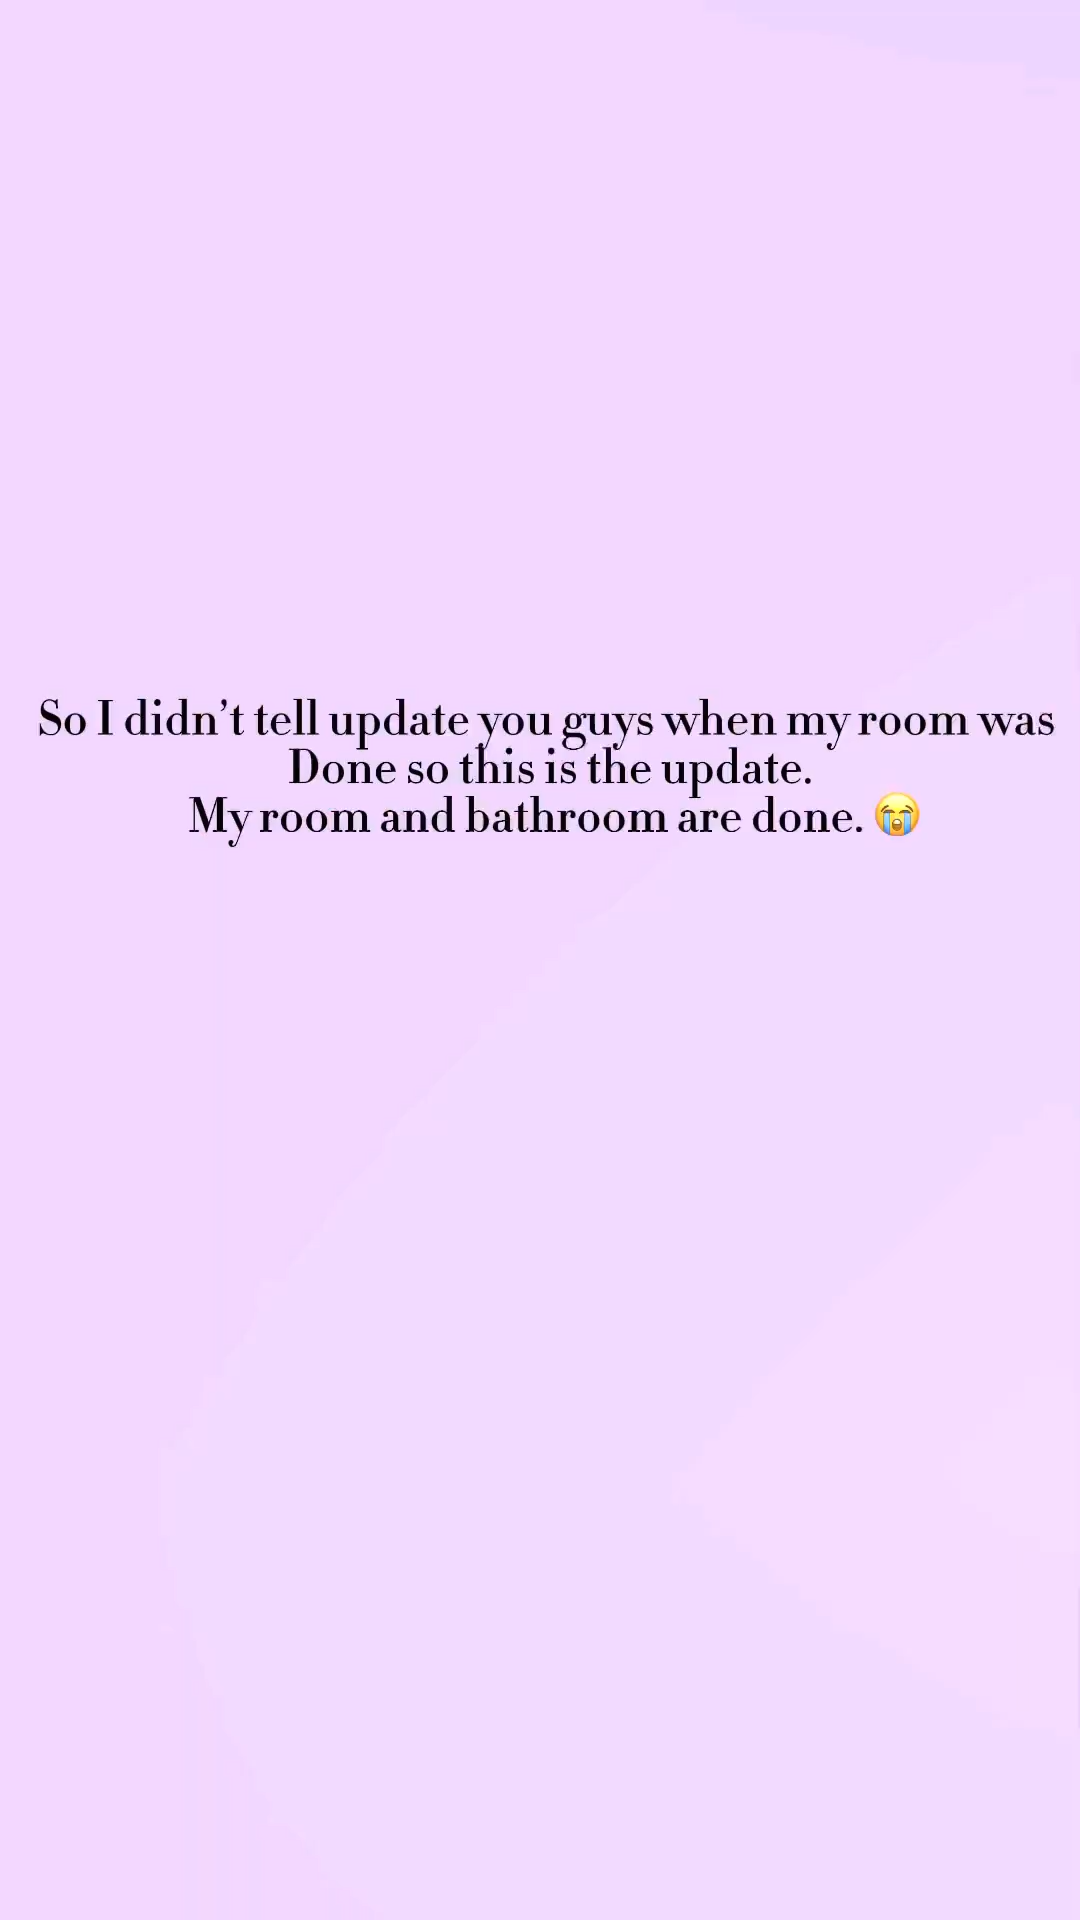 So I didn't tell update you guys when my room was
Done so this is the update.
My room and bathroom are done. 😭